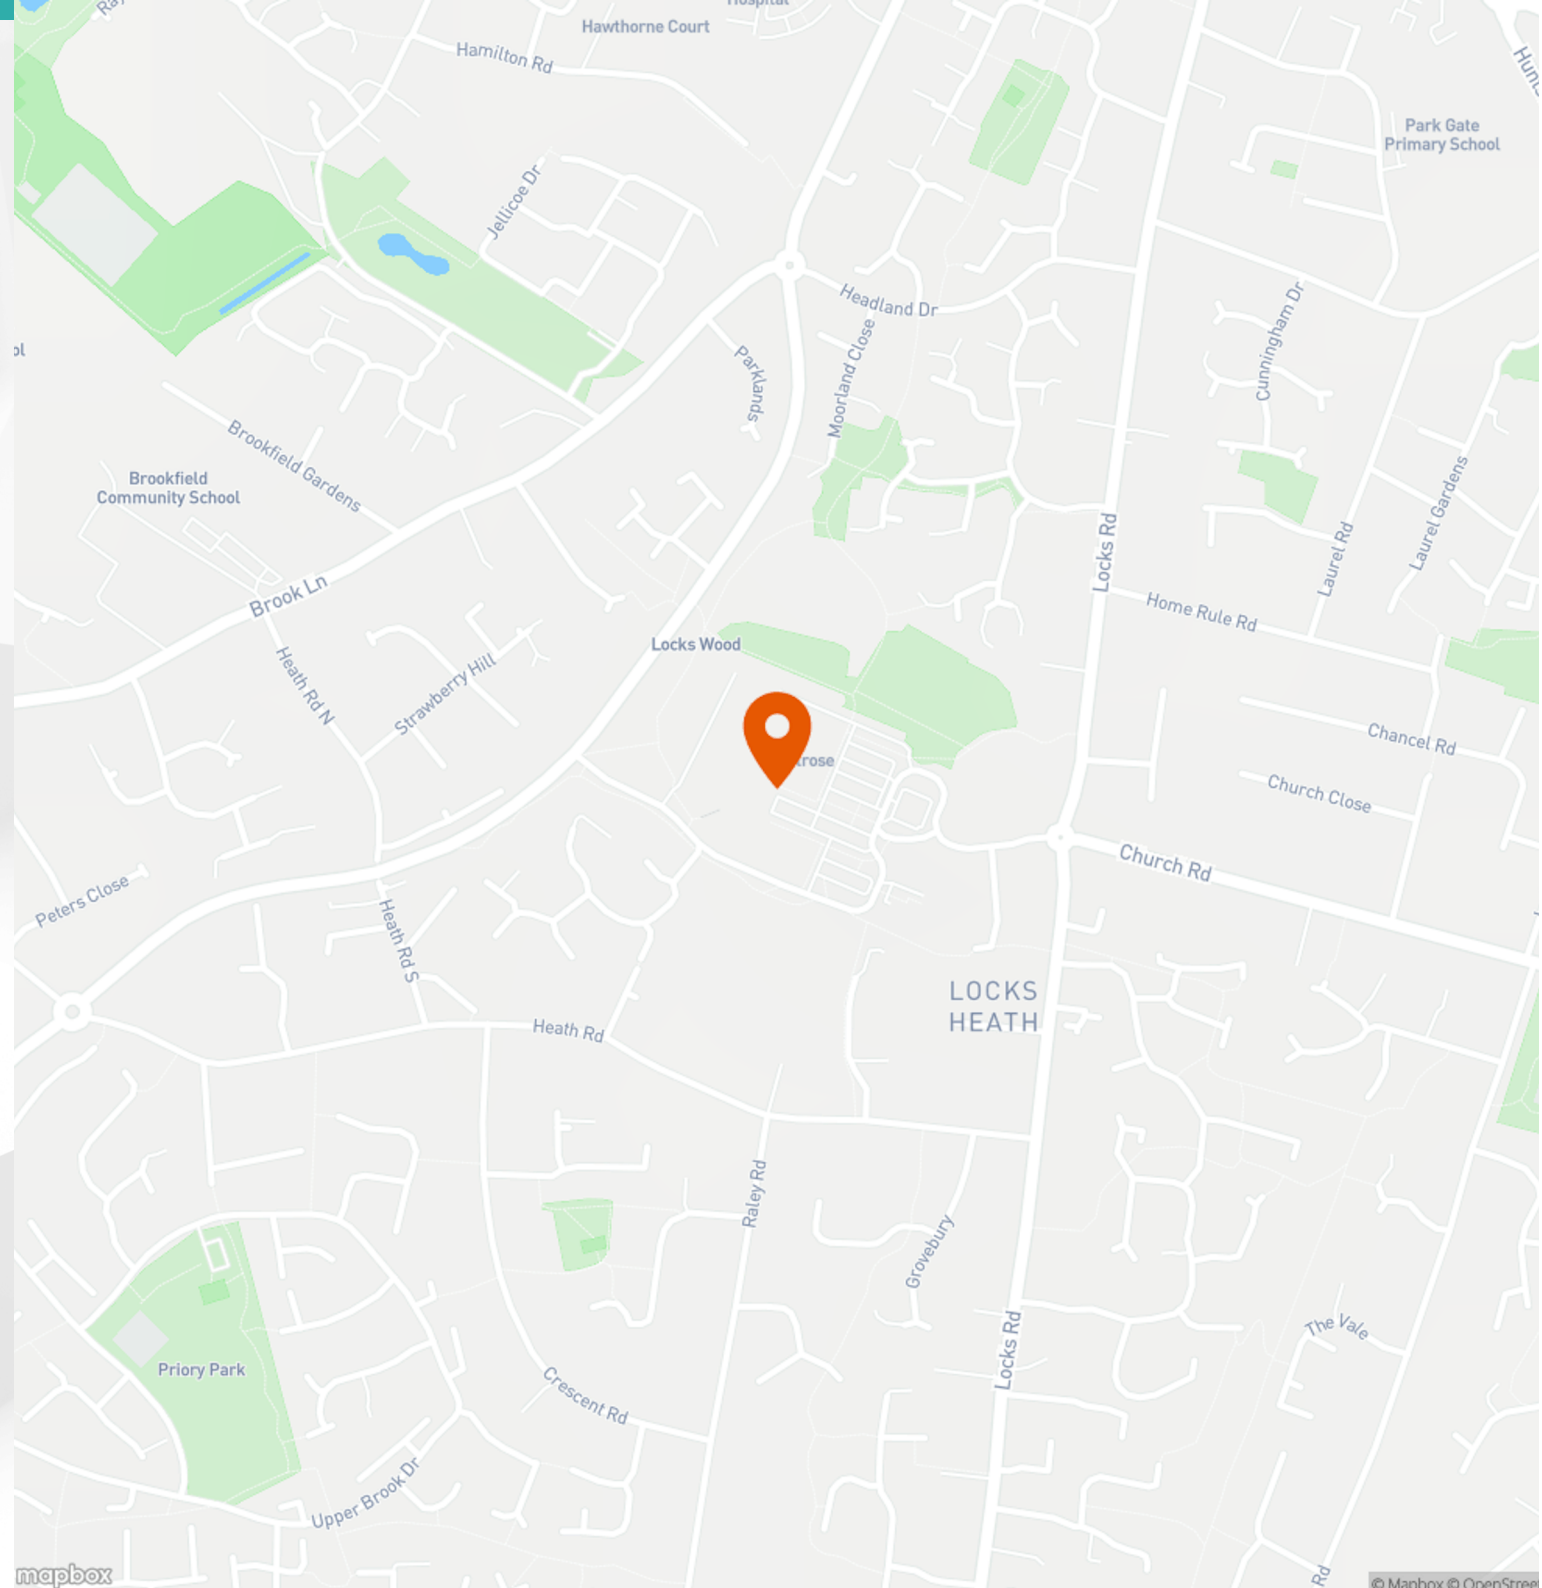 Hospital
Hawthorne Court
Hamilton Rd
Park Gate
Primary School
Jellicoe Dr
Headland Dr
Cunningham Dr
Moorland Close
Parklands
Brookfield Gardens
Brookfield
Community School
Laurel Gardens
Locks Rd
Laurel Rd
Brook Ln
Home Rule Rd
Locks Wood
Heath Rd N
Strawberry Hill
Chancel Rd
Church Close
Church Rd
Peters Close
Heath Rd S
LOCKS
HEATH
Heath Rd
Raley Rd
Grovebury
The Vale
Locks Rd
Priory Park
Crescent Rd
Upper Brook Dr
Rd
mapbox
© Mapbox © OpenStreet